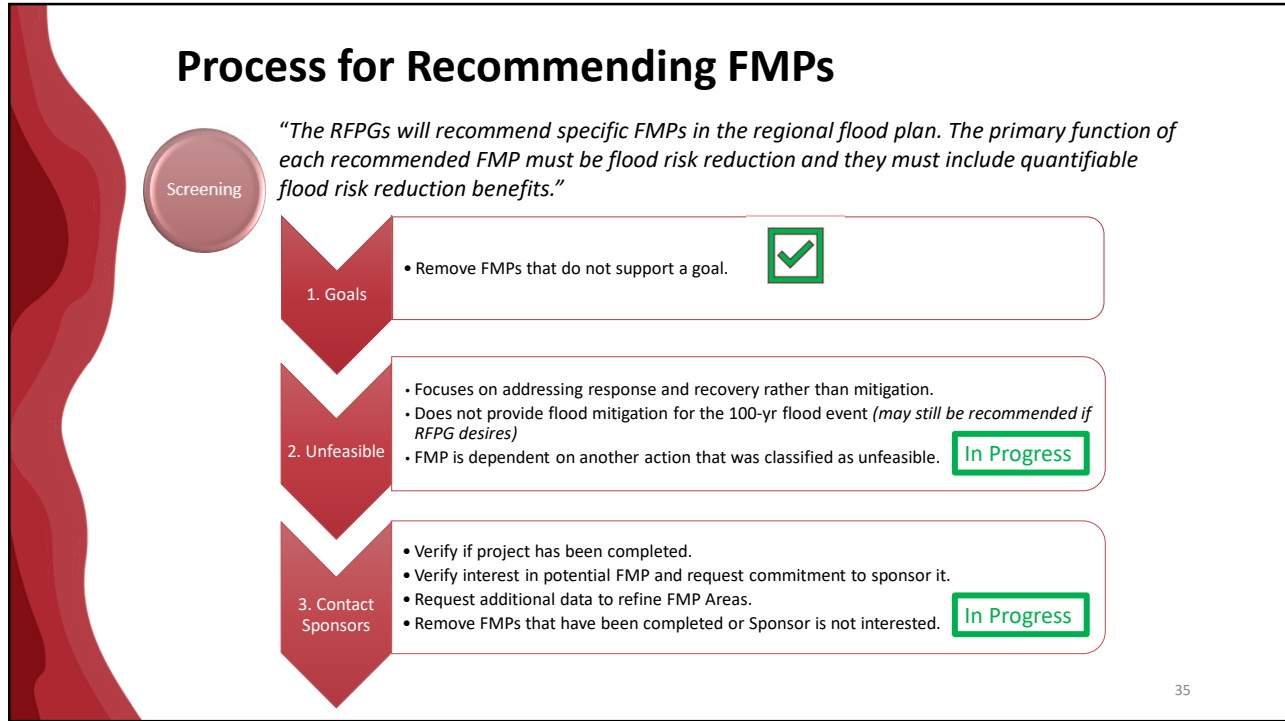 Process for Recommending FMPs
Screening
“The RFPGs will recommend specific FMPs in the regional flood plan. The primary function of
each recommended FMP must be flood risk reduction and they must include quantifiable
flood risk reduction benefits.”
1. Goals
• Remove FMPs that do not support a goal.
2. Unfeasible
• Focuses on addressing response and recovery rather than mitigation.
• Does not provide flood mitigation for the 100-yr flood event (may still be recommended if
RFPG desires)
• FMP is dependent on another action that was classified as unfeasible.
In Progress
3. Contact
Sponsors
• Verify if project has been completed.
• Verify interest in potential FMP and request commitment to sponsor it.
• Request additional data to refine FMP Areas.
• Remove FMPs that have been completed or Sponsor is not interested.
In Progress
35